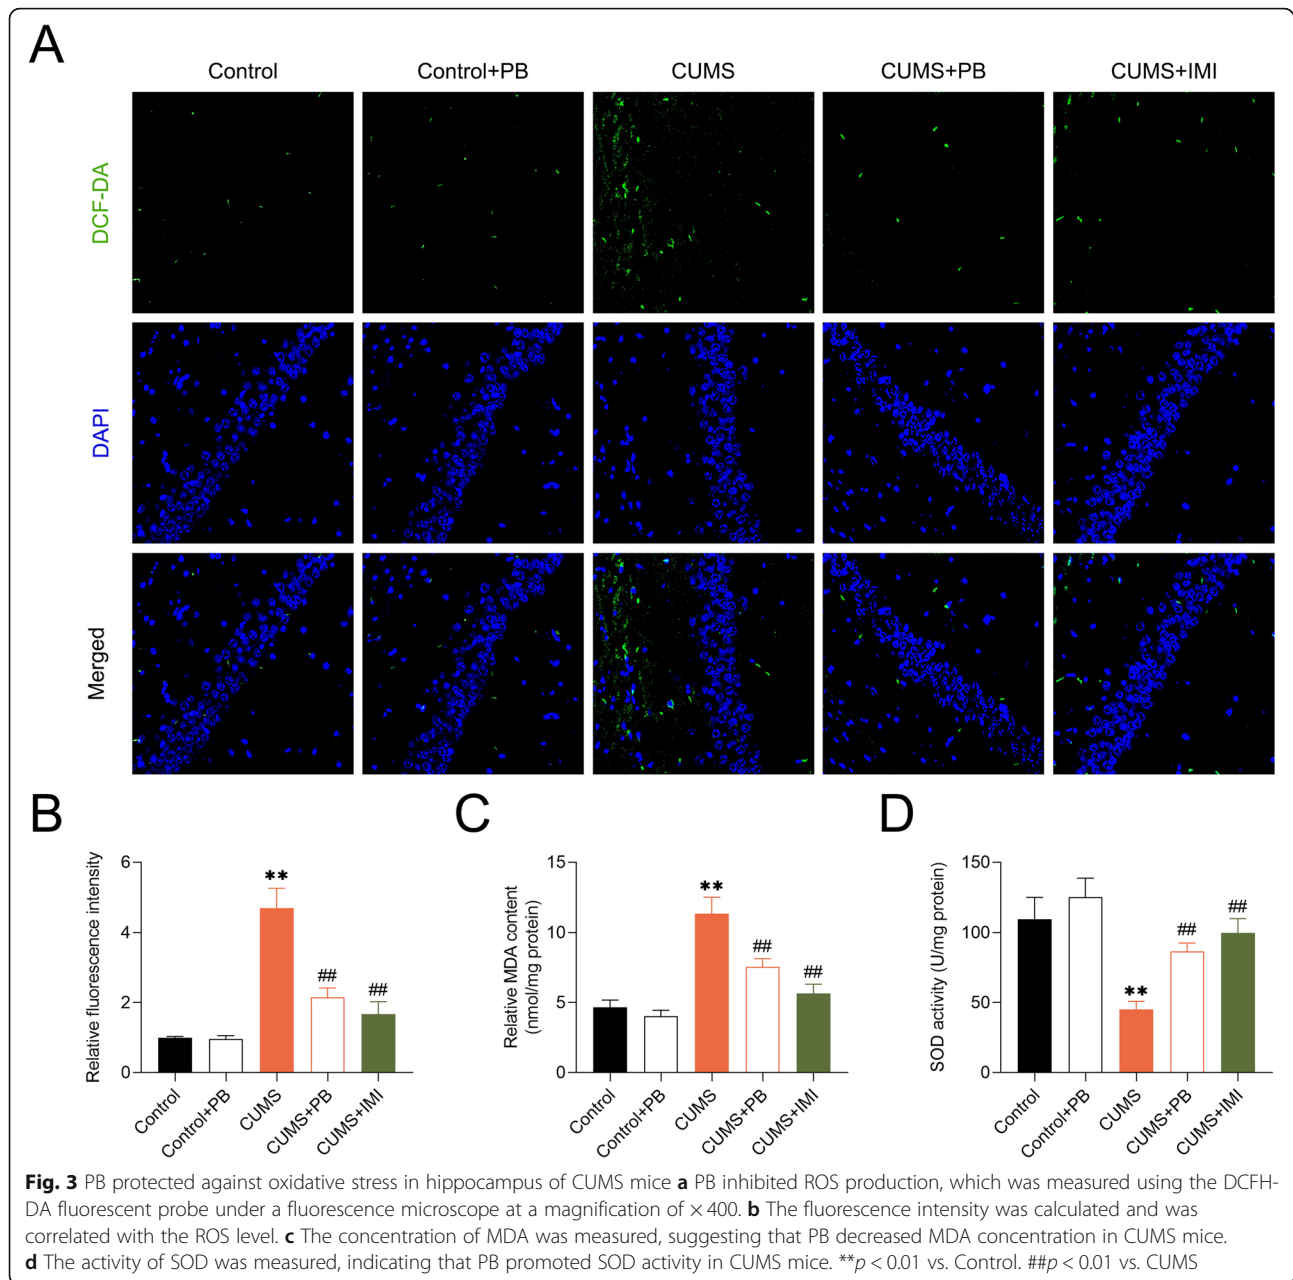 A
Control Control+PB CUMS CUMS+PB CUMS+IMI
DCF-DA
DAPI
Merged
B
Relative fluorescence intensity
6
4
2
0
**
##
##
Control
Control+PB
CUMS
CUMS+PB
CUMS+IMI
C
Relative MDA content
(nmol/mg protein)
15
10
5
0
**
##
##
Control
Control+PB
CUMS
CUMS+PB
CUMS+IMI
D
SOD activity (U/mg protein)
150
100
50
0
**
##
##
Control
Control+PB
CUMS
CUMS+PB
CUMS+IMI
Fig. 3 PB protected against oxidative stress in hippocampus of CUMS mice a PB inhibited ROS production, which was measured using the DCFH-
DA fluorescent probe under a fluorescence microscope at a magnification of × 400. b The fluorescence intensity was calculated and was
correlated with the ROS level. c The concentration of MDA was measured, suggesting that PB decreased MDA concentration in CUMS mice.
d The activity of SOD was measured, indicating that PB promoted SOD activity in CUMS mice. **p < 0.01 vs. Control. ##p < 0.01 vs. CUMS